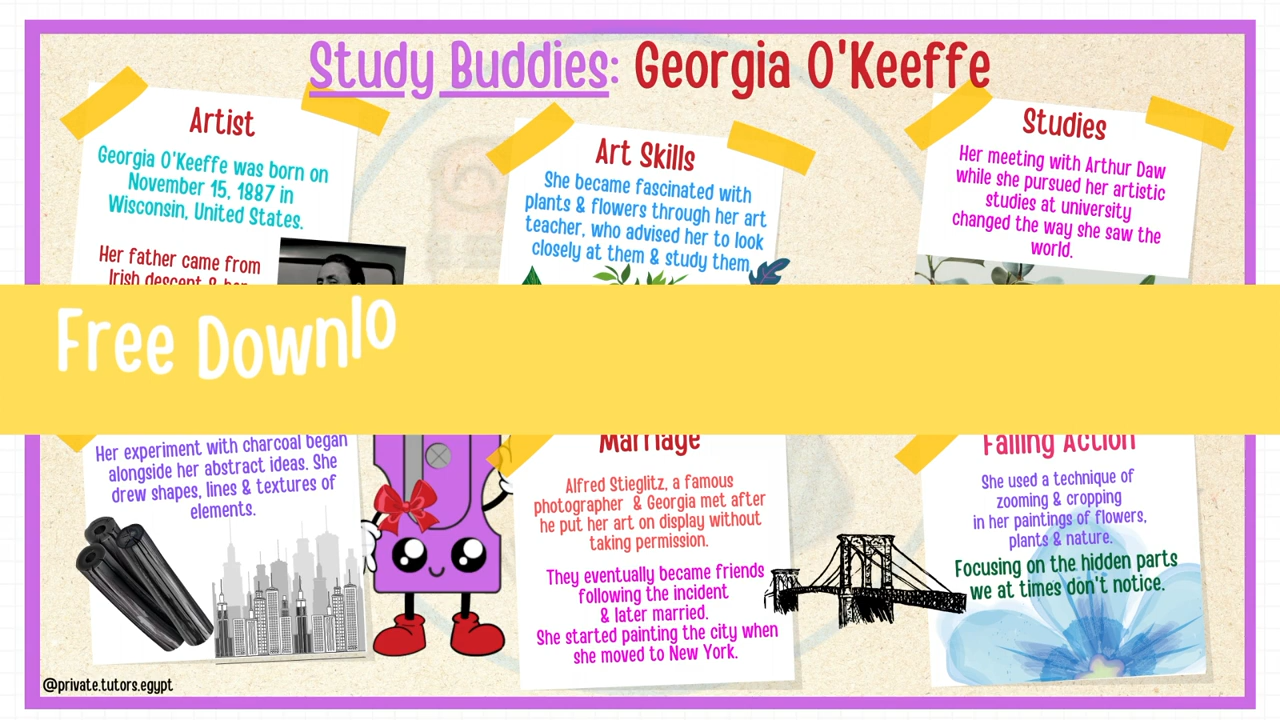 Study Buddies: Georgia O'Keeffe
Artist
Georgia O'Keeffe was born on
November 15, 1887 in
Wisconsin, United States.
Her father came from
Irish descent & her
Art Skills
She became fascinated with
plants & flowers through her art
teacher, who advised her to look
closely at them & study them
Studies
Her meeting with Arthur Daw
while she pursued her artistic
studies at university
changed the way she saw the
world.
Free Downlo
Her experiment with charcoal began
alongside her abstract ideas. She
drew shapes, lines & textures of
elements.
Marriage
Alfred Stieglitz, a famous
photographer & Georgia met after
he put her art on display without
taking permission.
They eventually became friends
following the incident
& later married.
She started painting the city when
she moved to New York.
Falling Action
She used a technique of
zooming & cropping
in her paintings of flowers,
plants & nature.
Focusing on the hidden parts
we at times don't notice.
@private.tutors.egypt